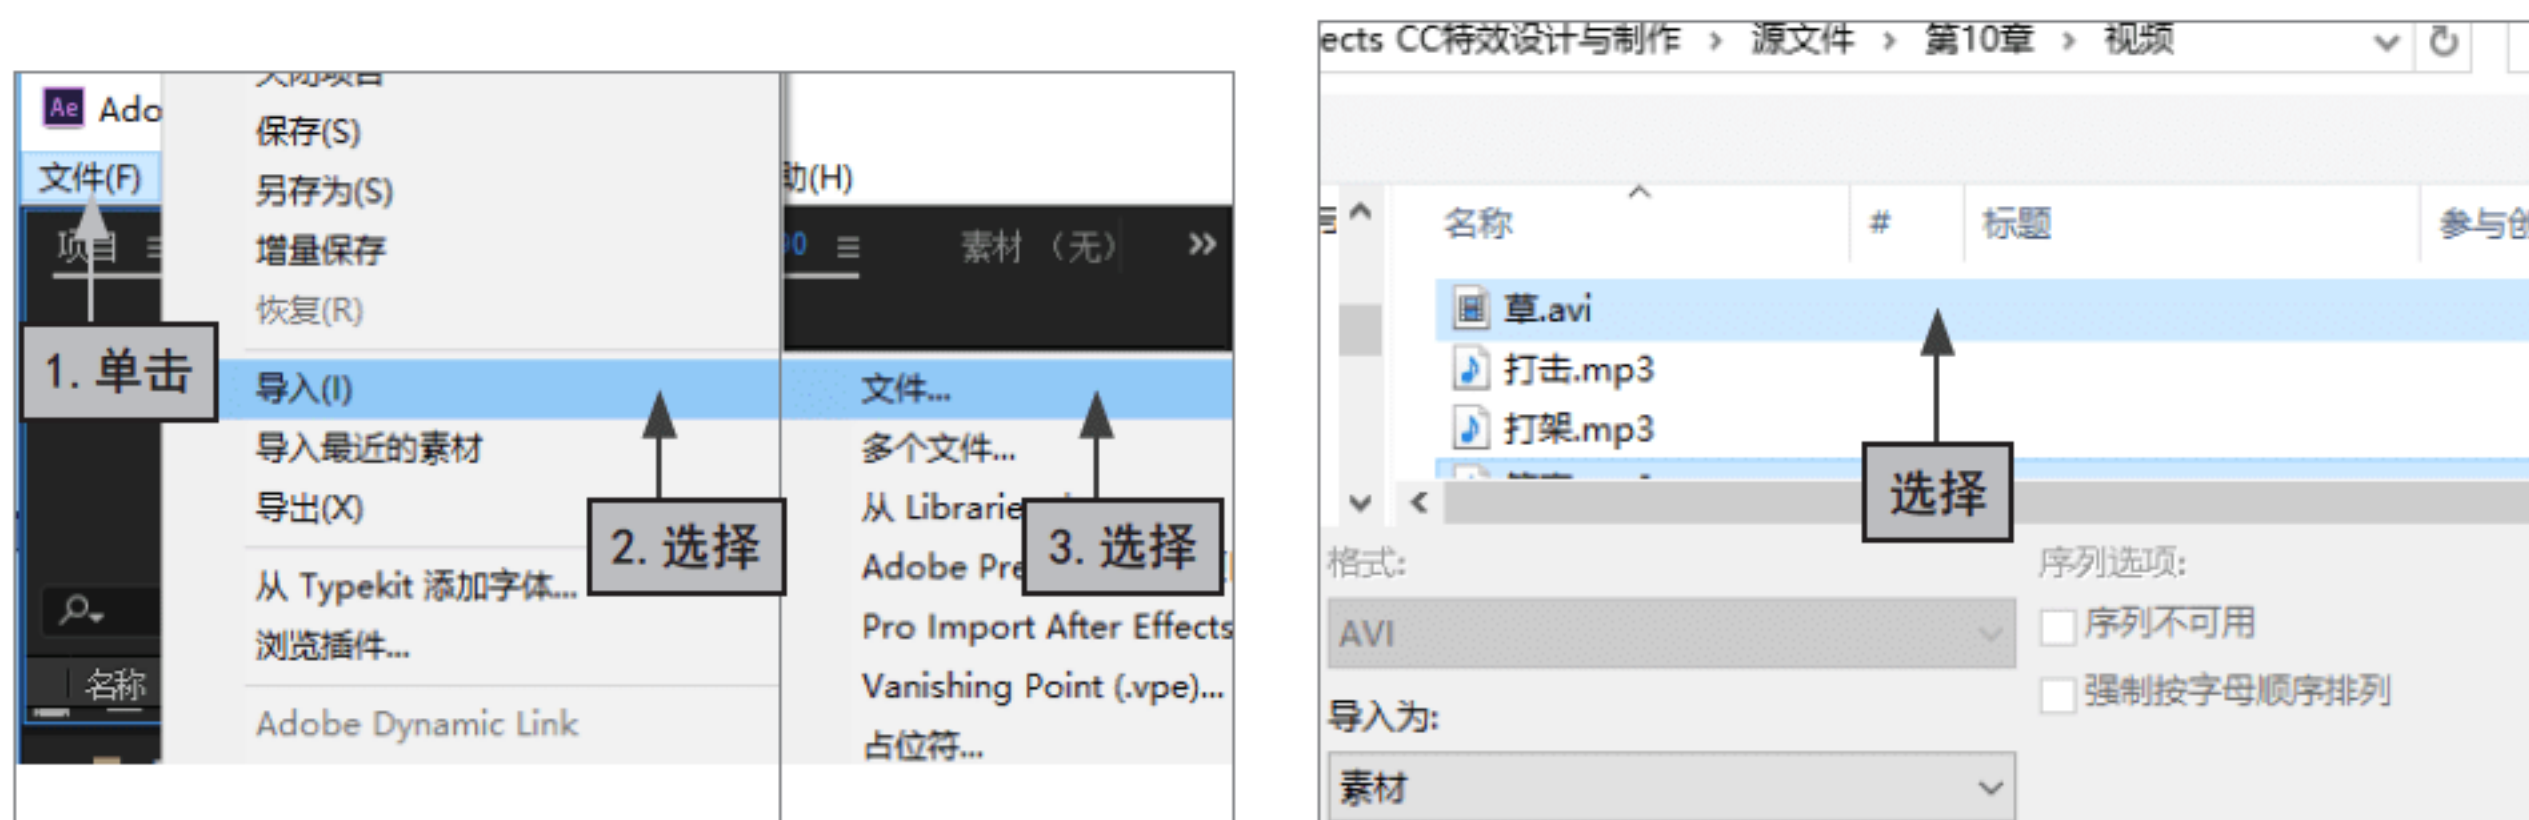 Ado
文件(F)
项目
1. 单击
名称
关闭项目
保存(S)
另存为(S)
增量保存
恢复(R)
导入(I)
导入最近的素材
导出(X)
从 Typekit 添加字体...
浏览插件...
Adobe Dynamic Link
2. 选择
助(H)
素材 （无）
文件...
多个文件...
从 Librarie
Adobe Pre
Pro Import After Effects
Vanishing Point (.vpe)...
占位符...
3. 选择
ects CC特效设计与制作 › 源文件 › 第10章 › 视频
名称 # 标题 参与创
草.avi
打击.mp3
打架.mp3
选择
格式:
AVI
序列选项:
序列不可用
强制按字母顺序排列
导入为:
素材